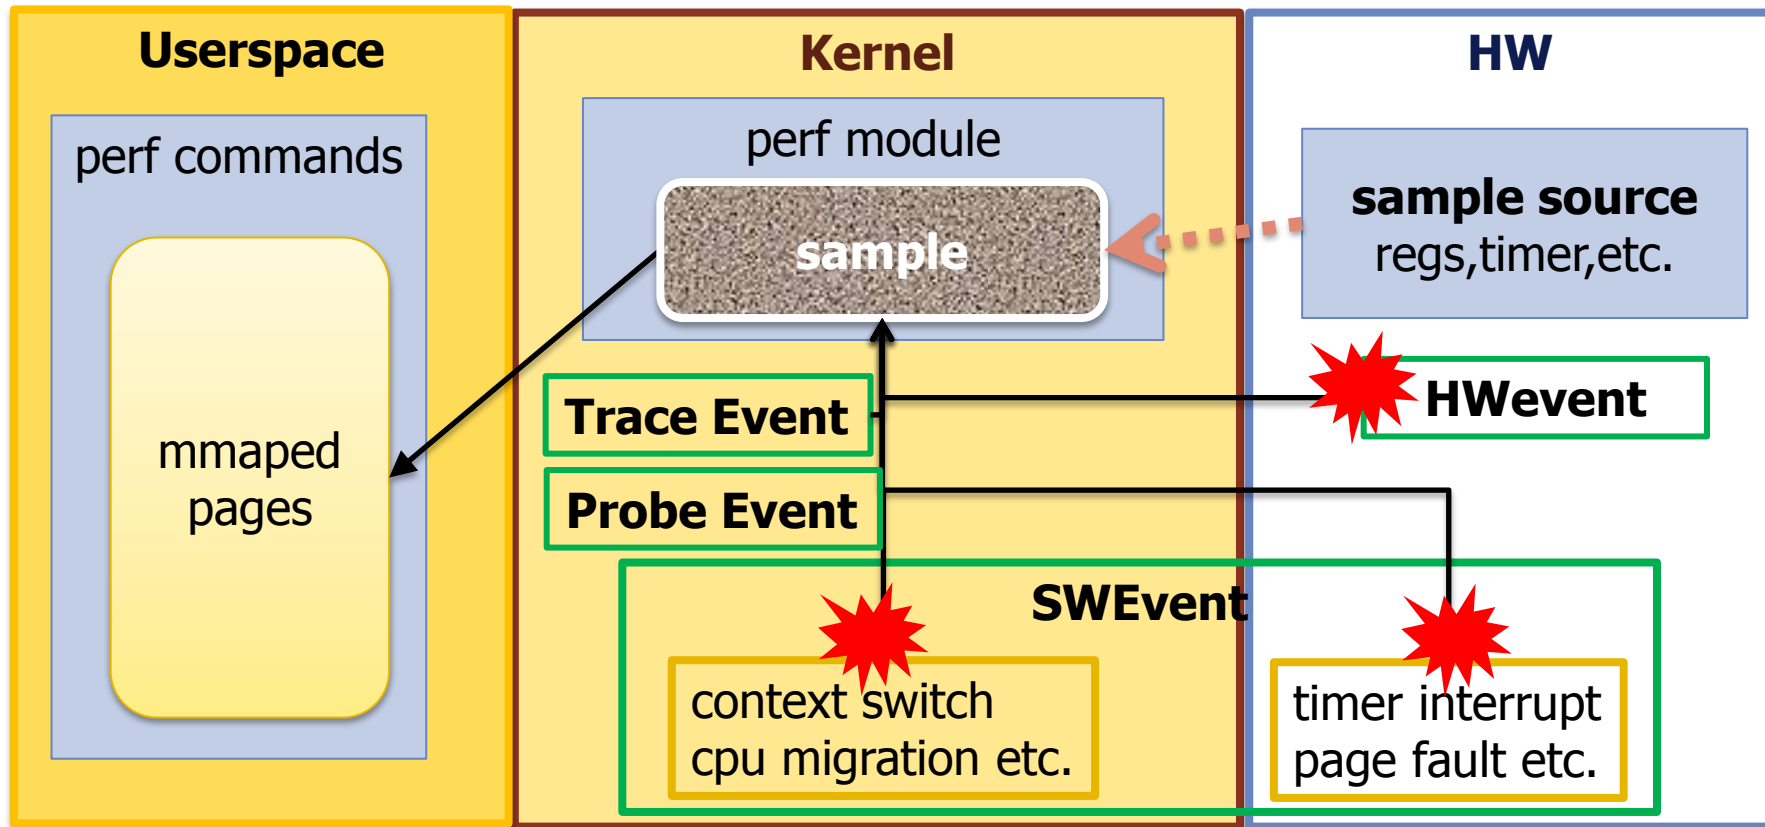 Userspace
Kernel
HW
perf commands
mmaped
pages
perf module
sample
sample source
regs,timer,etc.
Trace Event
HWevent
Probe Event
SWEvent
context switch
cpu migration etc.
timer interrupt
page fault etc.